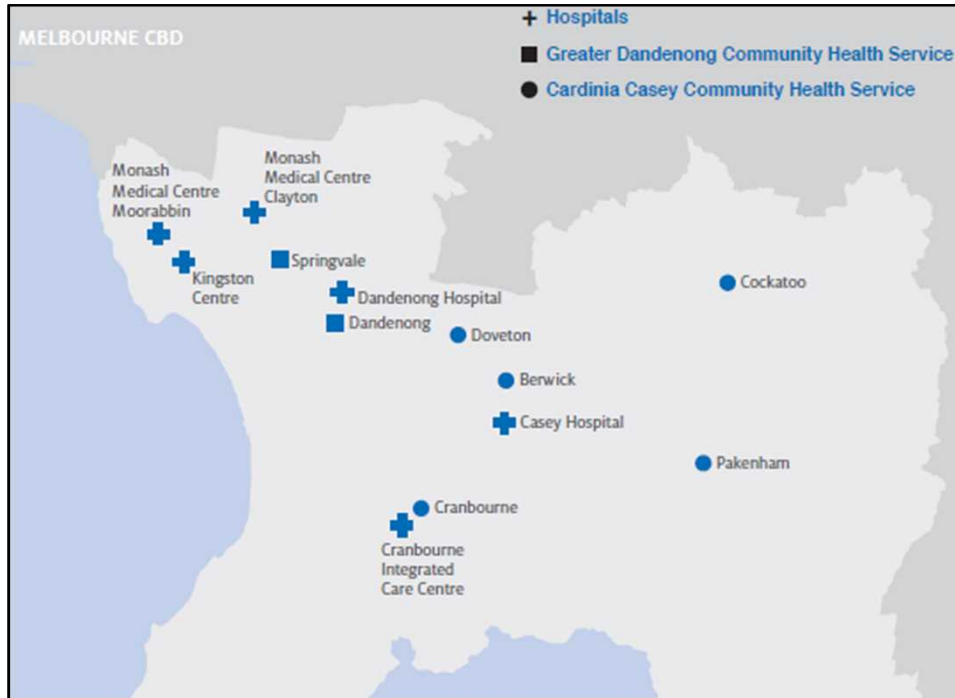 MELBOURNE CBD
Hospitals
Greater Dandenong Community Health Service
Cardinia Casey Community Health Service
Monash
Medical Centre
Moorabbin
Monash
Medical Centre
Clayton
Kingston
Centre
Springvale
Dandenong Hospital
Dandenong
Doveton
Cockatoo
Berwick
Casey Hospital
Pakenham
Cranbourne
Cranbourne
Integrated
Care Centre